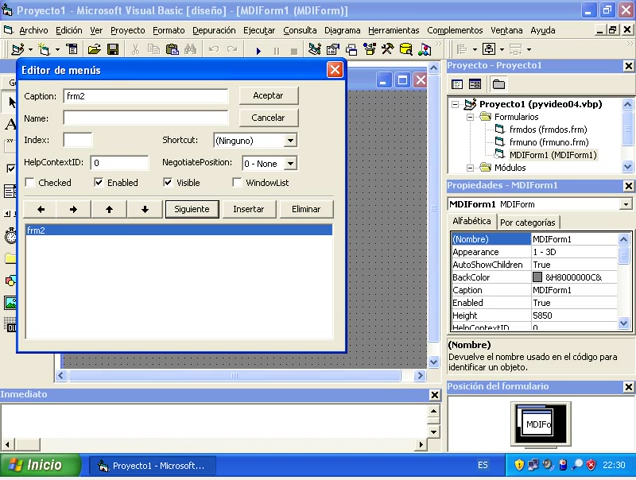 Proyecto1 - Microsoft Visual Basic [diseño] - [MDIForm1 (MDIForm)]
Archivo Edición Ver Proyecto Formato Depuración Ejecutar Consulta Diagrama Herramientas Complementos Ventana Ayuda
Editor de menús
Caption: frm2 Aceptar
Name: Cancelar
Index: Shortcut: (Ninguno)
HelpContextID: 0 NegotiatePosition: 0 - None
Checked Enabled Visible WindowList
Siguiente Insertar Eliminar
frm2
Proyecto - Proyecto1
Proyecto1 (pyvideo04.vbp)
Formularios
frmdos (frmdos.frm)
frmuno (frmuno.frm)
MDIForm1 (MDIForm1)
Módulos
Propiedades - MDIForm1
MDIForm1 MDIForm
Alfabética Por categorías
(Nombre) MDIForm1
Appearance 1 - 3D
AutoShowChildren True
BackColor &H8000000C&
Caption MDIForm1
Enabled True
Height 5850
HelpContextID 0
(Nombre)
Devuelve el nombre usado en el código para
identificar un objeto.
Posición del formulario
MDIFo
Inmediato
Inicio Proyecto1 - Microsoft... ES 22:30